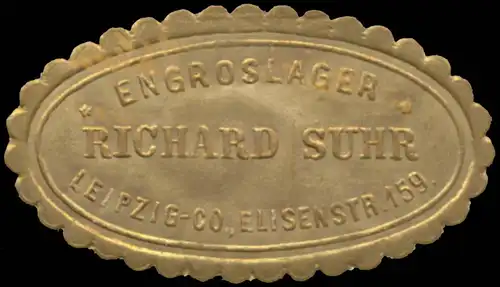 ENGROSLAGER
* RICHARD SUHR *
LEIPZIG-CO., ELISENSTR. 159.